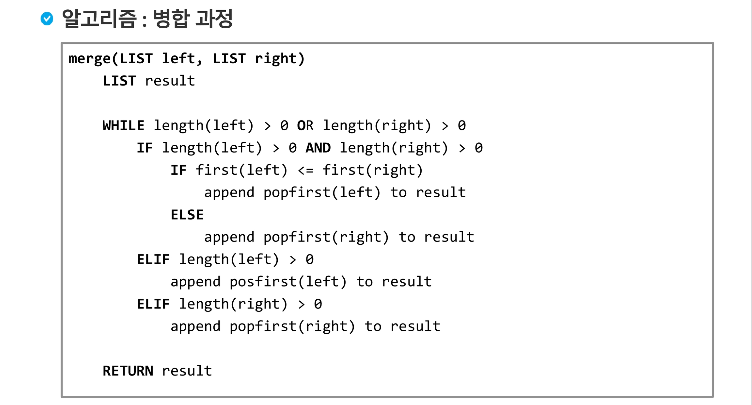 알고리즘 : 병합 과정
merge(LIST left, LIST right)
LIST result
WHILE length(left) > 0 OR length(right) > 0
IF length(left) > 0 AND length(right) > 0
IF first(left) <= first(right)
append popfirst(left) to result
ELSE
append popfirst(right) to result
ELIF length(left) > 0
append posfirst(left) to result
ELIF length(right) > 0
append popfirst(right) to result
RETURN result